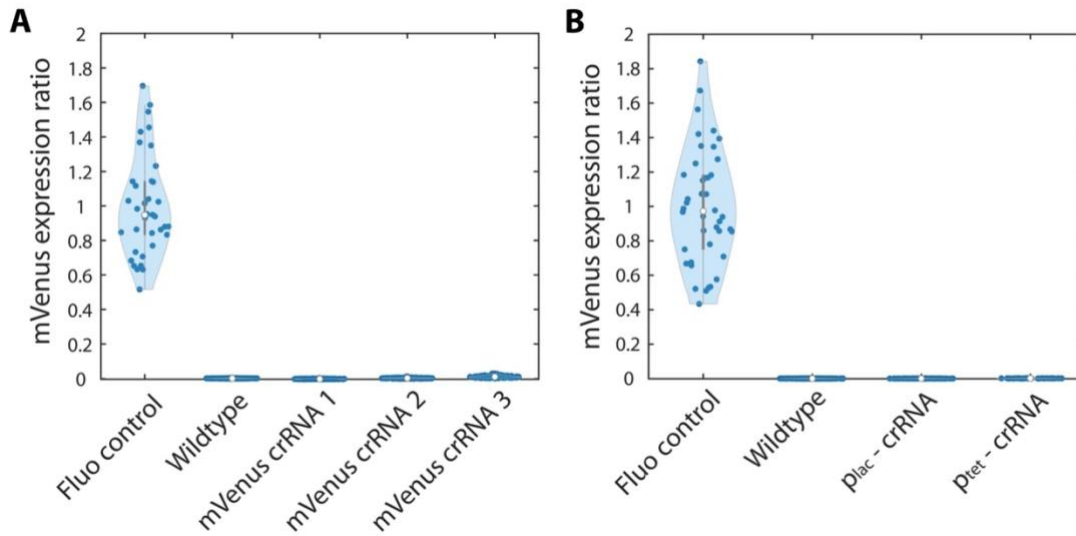 A
mVenus expression ratio
2
1.8
1.6
1.4
1.2
1
0.8
0.6
0.4
0.2
0
Fluo control
Wildtype
mVenus crRNA 1
mVenus crRNA 2
mVenus crRNA 3
B
mVenus expression ratio
2
1.8
1.6
1.4
1.2
1
0.8
0.6
0.4
0.2
0
Fluo control
Wildtype
plac - crRNA
ptet - crRNA